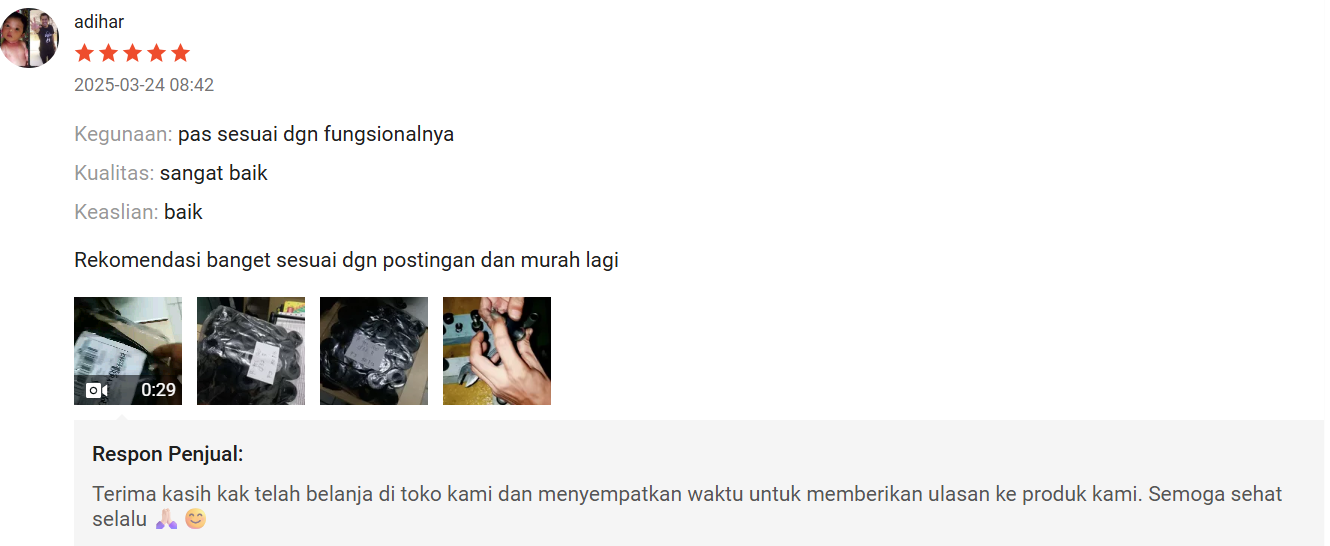 adihar
2025-03-24 08:42
Kegunaan: pas sesuai dgn fungsionalnya
Kualitas: sangat baik
Keaslian: baik
Rekomendasi banget sesuai dgn postingan dan murah lagi
0:29
Respon Penjual:
Terima kasih kak telah belanja di toko kami dan menyempatkan waktu untuk memberikan ulasan ke produk kami. Semoga sehat
selalu 🙏🏻 😊